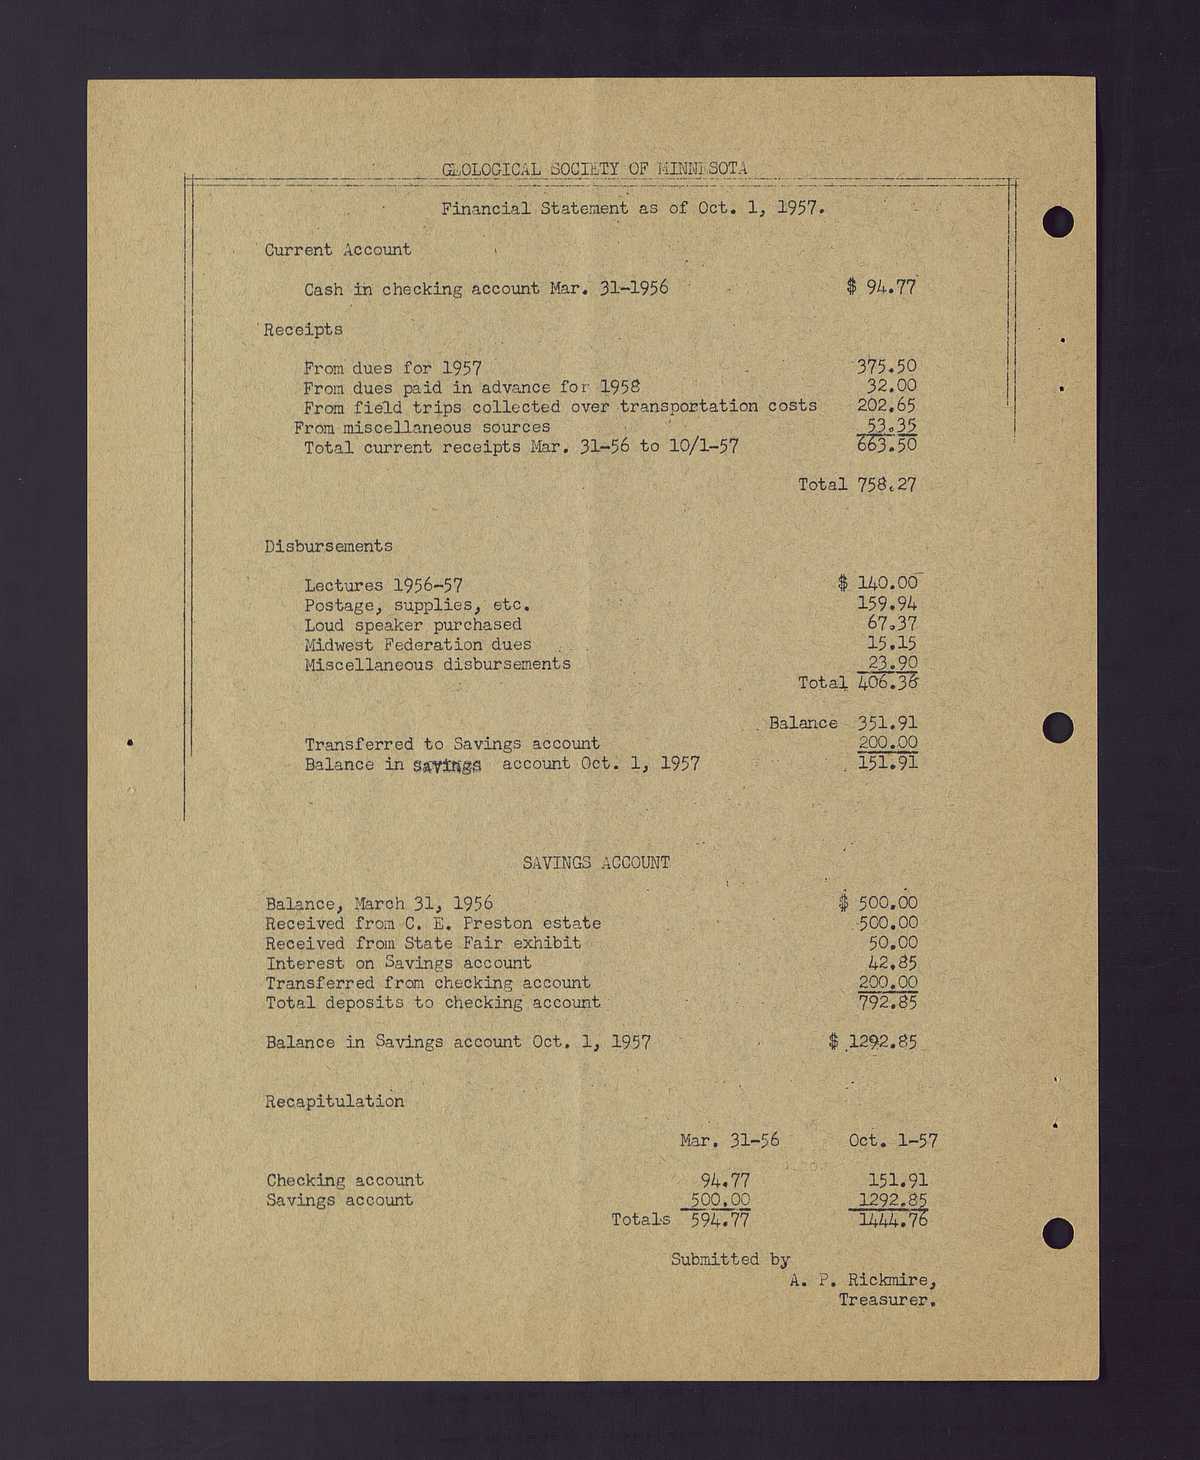 GEOLOGICAL SOCIETY OF MINNESOTA
Financial Statement as of Oct. 1, 1957.
Current Account
Cash in checking account Mar. 31-1956 $ 94.77
Receipts
From dues for 1957 375.50
From dues paid in advance for 1958 32.00
From field trips collected over transportation costs 202.65
From miscellaneous sources 53.35
Total current receipts Mar. 31-56 to 10/1-57 663.50
Total 758.27
Disbursements
Lectures 1956-57 $ 140.00
Postage, supplies, etc. 159.94
Loud speaker purchased 67.37
Midwest Federation dues 15.15
Miscellaneous disbursements 23.90
Total 406.36
Balance 351.91
Transferred to Savings account 200.00
Balance in savings account Oct. 1, 1957 151.91
SAVINGS ACCOUNT
Balance, March 31, 1956 $ 500.00
Received from C. E. Preston estate 500.00
Received from State Fair exhibit 50.00
Interest on Savings account 42.85
Transferred from checking account 200.00
Total deposits to checking account 792.85
Balance in Savings account Oct. 1, 1957 $ 1292.85
Recapitulation
Mar. 31-56 Oct. 1-57
Checking account 94.77 151.91
Savings account 500.00 1292.85
Totals 594.77 1444.76
Submitted by
A. P. Rickmire,
Treasurer.